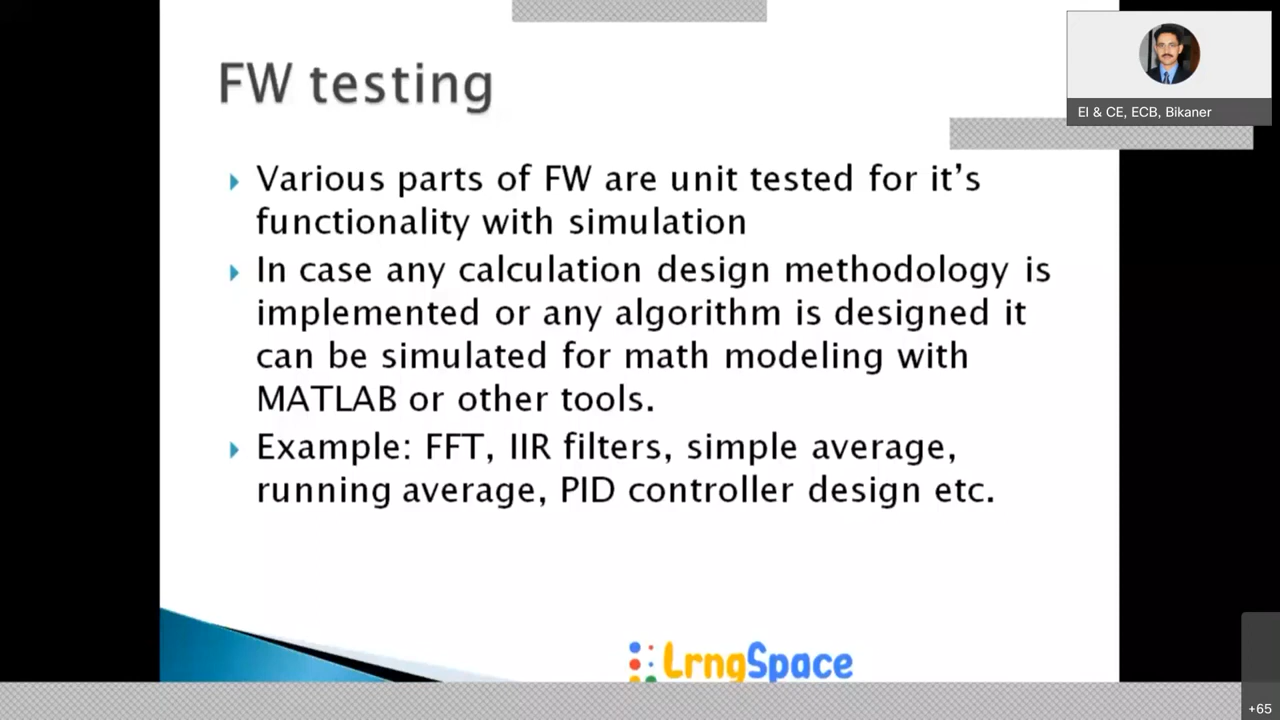 FW testing
EI & CE, ECB, Bikaner
Various parts of FW are unit tested for it's
functionality with simulation
In case any calculation design methodology is
implemented or any algorithm is designed it
can be simulated for math modeling with
MATLAB or other tools.
Example: FFT, IIR filters, simple average,
running average, PID controller design etc.
LrngSpace
+65